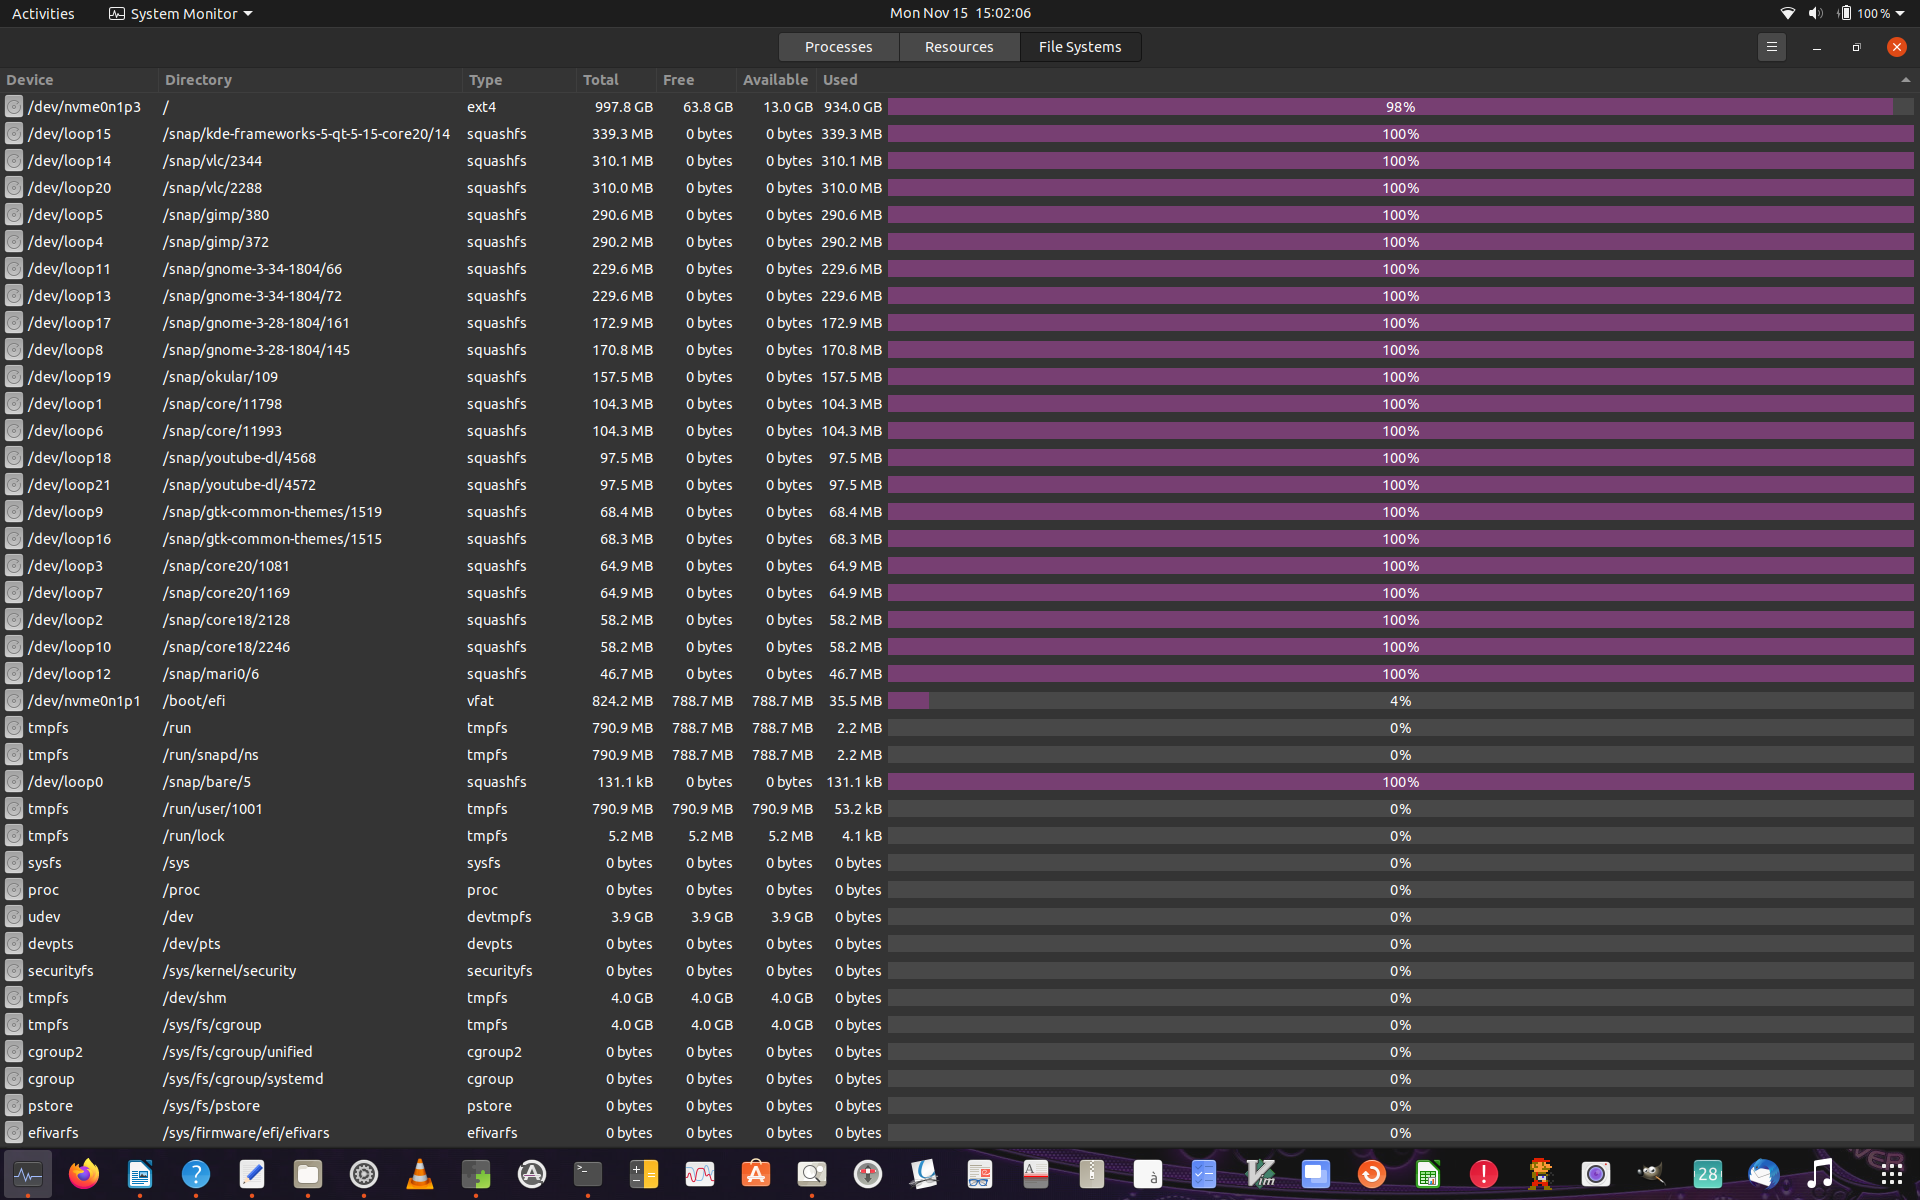 Activities System Monitor Mon Nov 15 15:02:06 100 %
Processes Resources File Systems
Device Directory Type Total Free Available Used
/dev/nvme0n1p3 / ext4 997.8 GB 63.8 GB 13.0 GB 934.0 GB 98%
/dev/loop15 /snap/kde-frameworks-5-qt-5-15-core20/14 squashfs 339.3 MB 0 bytes 0 bytes 339.3 MB 100%
/dev/loop14 /snap/vlc/2344 squashfs 310.1 MB 0 bytes 0 bytes 310.1 MB 100%
/dev/loop20 /snap/vlc/2288 squashfs 310.0 MB 0 bytes 0 bytes 310.0 MB 100%
/dev/loop5 /snap/gimp/380 squashfs 290.6 MB 0 bytes 0 bytes 290.6 MB 100%
/dev/loop4 /snap/gimp/372 squashfs 290.2 MB 0 bytes 0 bytes 290.2 MB 100%
/dev/loop11 /snap/gnome-3-34-1804/66 squashfs 229.6 MB 0 bytes 0 bytes 229.6 MB 100%
/dev/loop13 /snap/gnome-3-34-1804/72 squashfs 229.6 MB 0 bytes 0 bytes 229.6 MB 100%
/dev/loop17 /snap/gnome-3-28-1804/161 squashfs 172.9 MB 0 bytes 0 bytes 172.9 MB 100%
/dev/loop8 /snap/gnome-3-28-1804/145 squashfs 170.8 MB 0 bytes 0 bytes 170.8 MB 100%
/dev/loop19 /snap/okular/109 squashfs 157.5 MB 0 bytes 0 bytes 157.5 MB 100%
/dev/loop1 /snap/core/11798 squashfs 104.3 MB 0 bytes 0 bytes 104.3 MB 100%
/dev/loop6 /snap/core/11993 squashfs 104.3 MB 0 bytes 0 bytes 104.3 MB 100%
/dev/loop18 /snap/youtube-dl/4568 squashfs 97.5 MB 0 bytes 0 bytes 97.5 MB 100%
/dev/loop21 /snap/youtube-dl/4572 squashfs 97.5 MB 0 bytes 0 bytes 97.5 MB 100%
/dev/loop9 /snap/gtk-common-themes/1519 squashfs 68.4 MB 0 bytes 0 bytes 68.4 MB 100%
/dev/loop16 /snap/gtk-common-themes/1515 squashfs 68.3 MB 0 bytes 0 bytes 68.3 MB 100%
/dev/loop3 /snap/core20/1081 squashfs 64.9 MB 0 bytes 0 bytes 64.9 MB 100%
/dev/loop7 /snap/core20/1169 squashfs 64.9 MB 0 bytes 0 bytes 64.9 MB 100%
/dev/loop2 /snap/core18/2128 squashfs 58.2 MB 0 bytes 0 bytes 58.2 MB 100%
/dev/loop10 /snap/core18/2246 squashfs 58.2 MB 0 bytes 0 bytes 58.2 MB 100%
/dev/loop12 /snap/mari0/6 squashfs 46.7 MB 0 bytes 0 bytes 46.7 MB 100%
/dev/nvme0n1p1 /boot/efi vfat 824.2 MB 788.7 MB 788.7 MB 35.5 MB 4%
tmpfs /run tmpfs 790.9 MB 788.7 MB 788.7 MB 2.2 MB 0%
tmpfs /run/snapd/ns tmpfs 790.9 MB 788.7 MB 788.7 MB 2.2 MB 0%
/dev/loop0 /snap/bare/5 squashfs 131.1 kB 0 bytes 0 bytes 131.1 kB 100%
tmpfs /run/user/1001 tmpfs 790.9 MB 790.9 MB 790.9 MB 53.2 kB 0%
tmpfs /run/lock tmpfs 5.2 MB 5.2 MB 5.2 MB 4.1 kB 0%
sysfs /sys sysfs 0 bytes 0 bytes 0 bytes 0 bytes 0%
proc /proc proc 0 bytes 0 bytes 0 bytes 0 bytes 0%
udev /dev devtmpfs 3.9 GB 3.9 GB 3.9 GB 0 bytes 0%
devpts /dev/pts devpts 0 bytes 0 bytes 0 bytes 0 bytes 0%
securityfs /sys/kernel/security securityfs 0 bytes 0 bytes 0 bytes 0 bytes 0%
tmpfs /dev/shm tmpfs 4.0 GB 4.0 GB 4.0 GB 0 bytes 0%
tmpfs /sys/fs/cgroup tmpfs 4.0 GB 4.0 GB 4.0 GB 0 bytes 0%
cgroup2 /sys/fs/cgroup/unified cgroup2 0 bytes 0 bytes 0 bytes 0 bytes 0%
cgroup /sys/fs/cgroup/systemd cgroup 0 bytes 0 bytes 0 bytes 0 bytes 0%
pstore /sys/fs/pstore pstore 0 bytes 0 bytes 0 bytes 0 bytes 0%
efivarfs /sys/firmware/efi/efivars efivarfs 0 bytes 0 bytes 0 bytes 0 bytes 0%
? >_ A à Vim ! 28